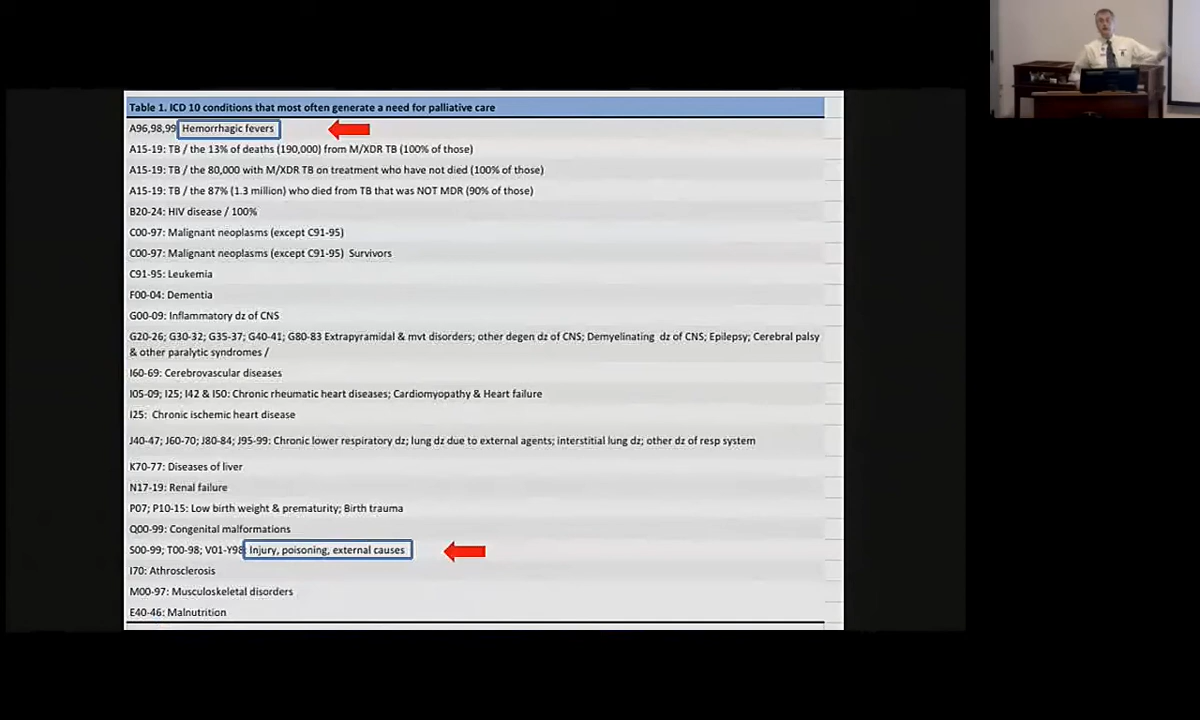 Table 1. ICD 10 conditions that most often generate a need for palliative care
A96,98,99 Hemorrhagic fevers
A15-19: TB / the 13% of deaths (190,000) from M/XDR TB (100% of those)
A15-19: TB / the 80,000 with M/XDR TB on treatment who have not died (100% of those)
A15-19: TB / the 87% (1.3 million) who died from TB that was NOT MDR (90% of those)
B20-24: HIV disease / 100%
C00-97: Malignant neoplasms (except C91-95)
C00-97: Malignant neoplasms (except C91-95) Survivors
C91-95: Leukemia
F00-04: Dementia
G00-09: Inflammatory dz of CNS
G20-26; G30-32; G35-37; G40-41; G80-83 Extrapyramidal & mvt disorders; other degen dz of CNS; Demyelinating dz of CNS; Epilepsy; Cerebral palsy
& other paralytic syndromes /
I60-69: Cerebrovascular diseases
I05-09; I25; I42 & I50: Chronic rheumatic heart diseases; Cardiomyopathy & Heart failure
I25: Chronic ischemic heart disease
J40-47; J60-70; J80-84; J95-99: Chronic lower respiratory dz; lung dz due to external agents; interstitial lung dz; other dz of resp system
K70-77: Diseases of liver
N17-19: Renal failure
P07; P10-15: Low birth weight & prematurity; Birth trauma
Q00-99: Congenital malformations
S00-99; T00-98; V01-Y98: Injury, poisoning, external causes
I70: Athrosclerosis
M00-97: Musculoskeletal disorders
E40-46: Malnutrition